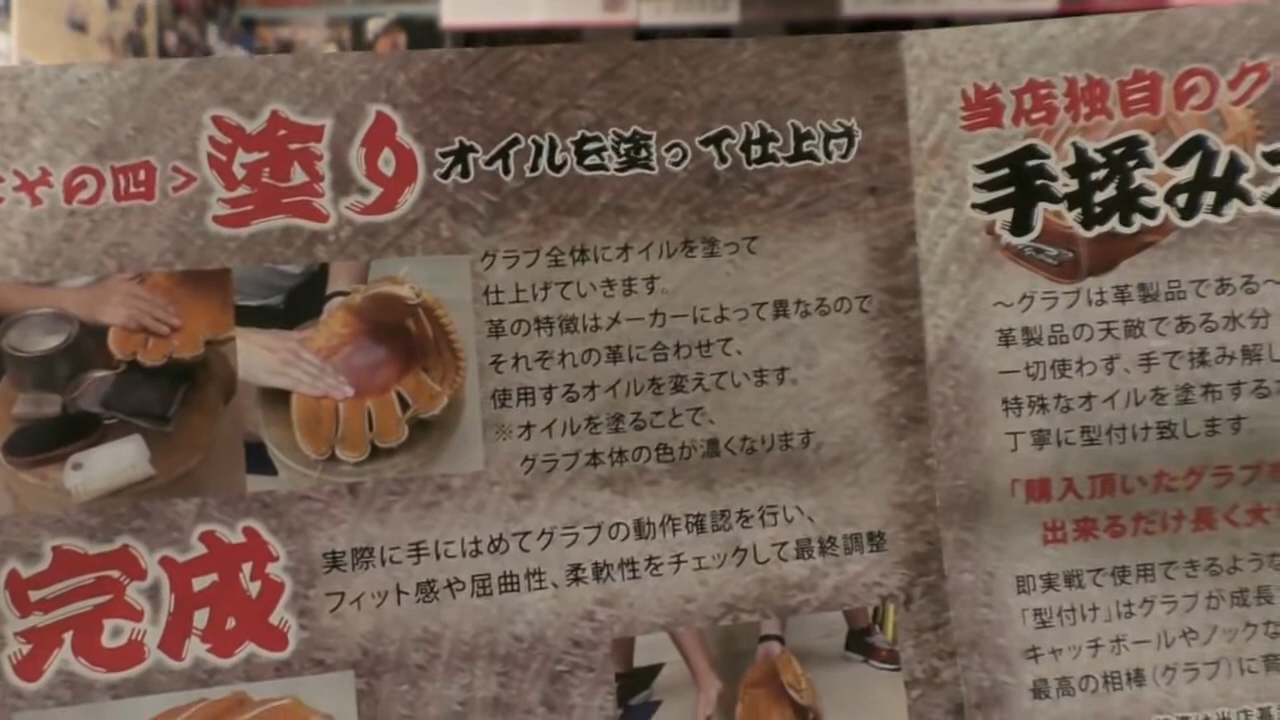 その四>塗り オイルを塗って仕上げ
グラブ全体にオイルを塗って
仕上げていきます。
革の特徴はメーカーによって異なるので
それぞれの革に合わせて、
使用するオイルを変えています。
※オイルを塗ることで、
グラブ本体の色が濃くなります。
完成
実際に手にはめてグラブの動作確認を行い、
フィット感や屈曲性、柔軟性をチェックして最終調整
当店独自のグ
手揉み
〜グラブは革製品である〜
革製品の天敵である水分
一切使わず、手で揉み解し
特殊なオイルを塗布する
丁寧に型付け致します
「購入頂いたグラブを
出来るだけ長く大
即実戦で使用できるような
「型付け」はグラブが成長
キャッチボールやノックな
最高の相棒(グラブ)に育